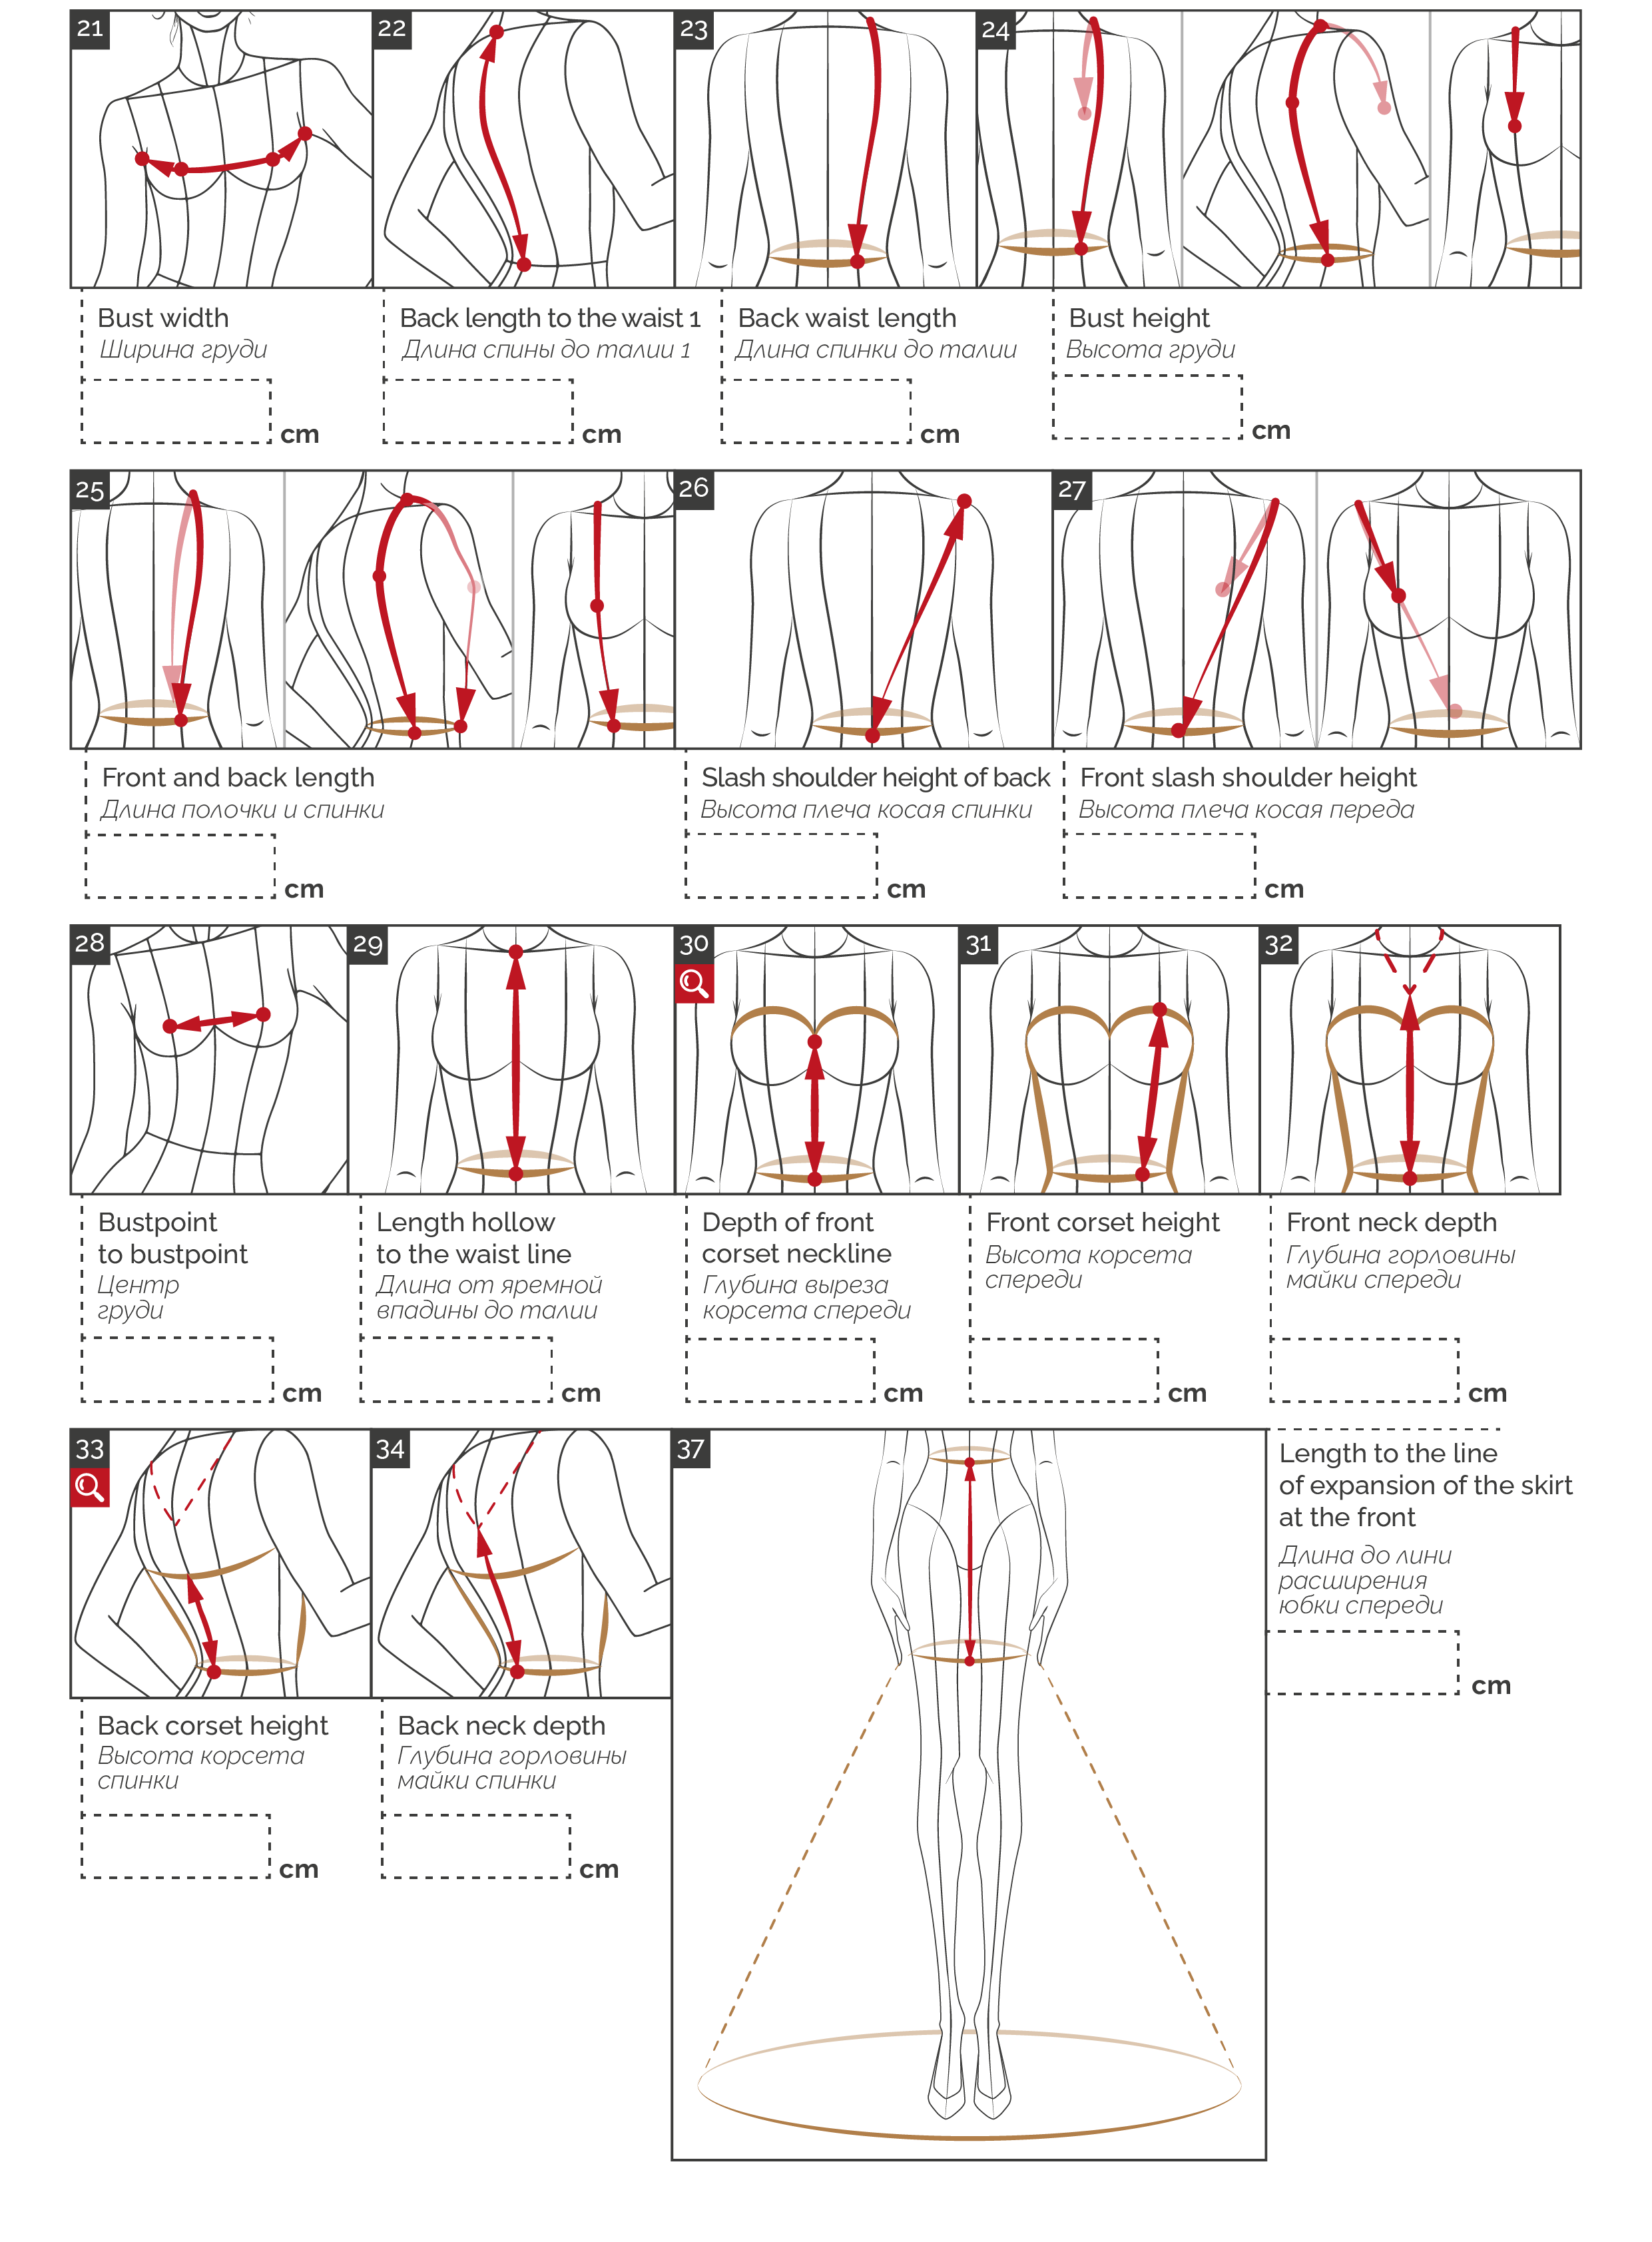 21
22
23
24
Bust width
Ширина груди
cm
Back length to the waist 1
Длина спины до талии 1
cm
Back waist length
Длина спинки до талии
cm
Bust height
Высота груди
cm
25
26
27
Front and back length
Длина полочки и спинки
cm
Slash shoulder height of back
Высота плеча косая спинки
cm
Front slash shoulder height
Высота плеча косая переда
cm
28
29
30
31
32
Bustpoint
to bustpoint
Центр
груди
cm
Length hollow
to the waist line
Длина от яремной
впадины до талии
cm
Depth of front
corset neckline
Глубина выреза
корсета спереди
cm
Front corset height
Высота корсета
спереди
cm
Front neck depth
Глубина горловины
майки спереди
cm
33
34
37
Back corset height
Высота корсета
спинки
cm
Back neck depth
Глубина горловины
майки спинки
cm
Length to the line
of expansion of the skirt
at the front
Длина до лини
расширения
юбки спереди
cm